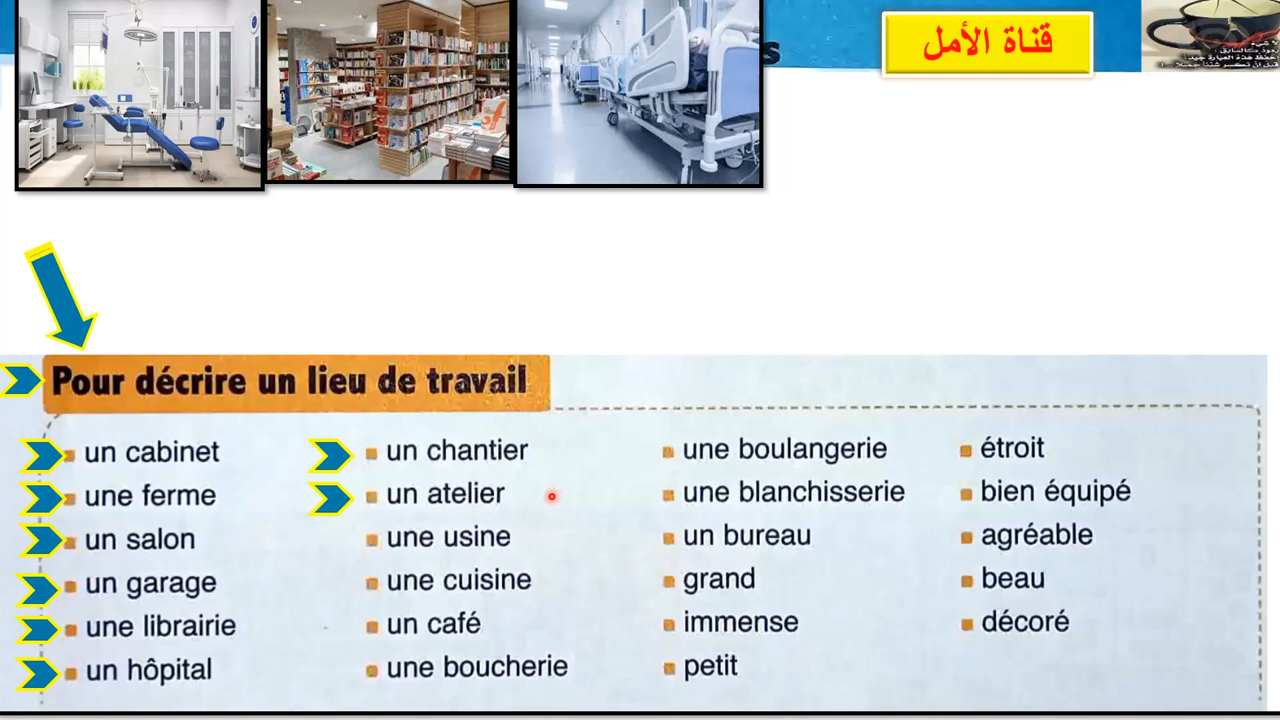 s
قناة الأمل
Pour décrire un lieu de travail
un cabinet
une ferme
un salon
un garage
une librairie
un hôpital
un chantier
un atelier
une usine
une cuisine
un café
une boucherie
une boulangerie
une blanchisserie
un bureau
grand
immense
petit
étroit
bien équipé
agréable
beau
décoré